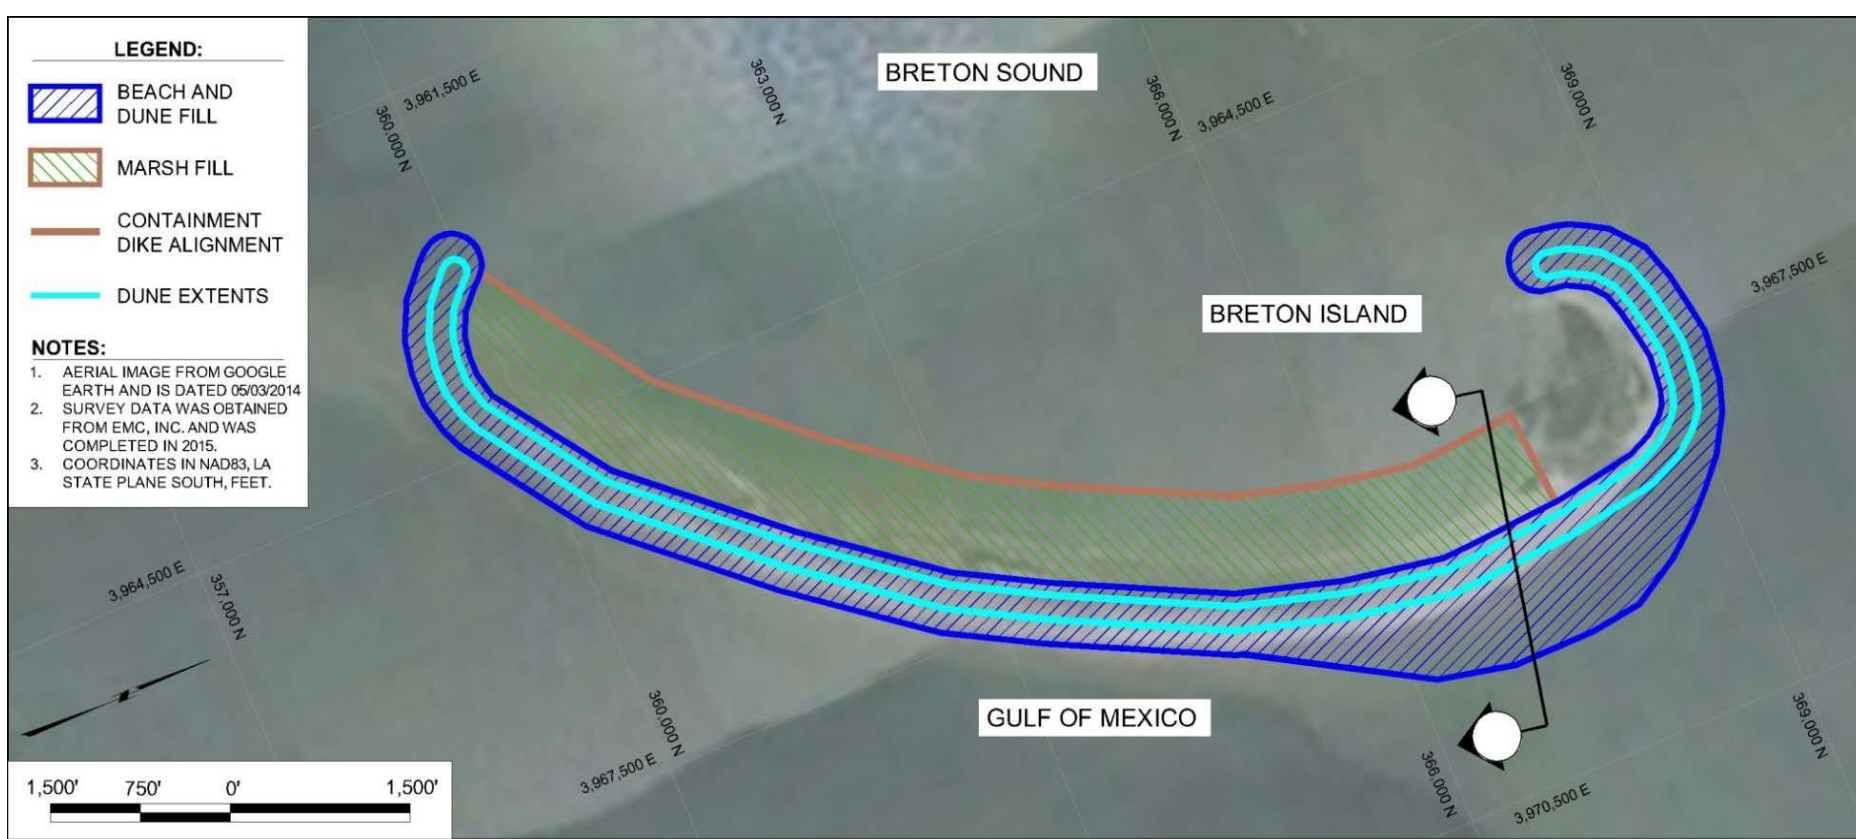 LEGEND:
BEACH AND
DUNE FILL
MARSH FILL
CONTAINMENT
DIKE ALIGNMENT
DUNE EXTENTS
NOTES:
1. AERIAL IMAGE FROM GOOGLE
EARTH AND IS DATED 05/03/2014
2. SURVEY DATA WAS OBTAINED
FROM EMC, INC. AND WAS
COMPLETED IN 2015.
3. COORDINATES IN NAD83, LA
STATE PLANE SOUTH, FEET.
360,000 N
3,961,500 E
363,000 N
BRETON SOUND
366,000 N
3,964,500 E
369,000 N
3,967,500 E
BRETON ISLAND
3,964,500 E
357,000 N
360,000 N
3,967,500 E
GULF OF MEXICO
366,000 N
3,970,500 E
369,000 N
1,500' 750' 0' 1,500'